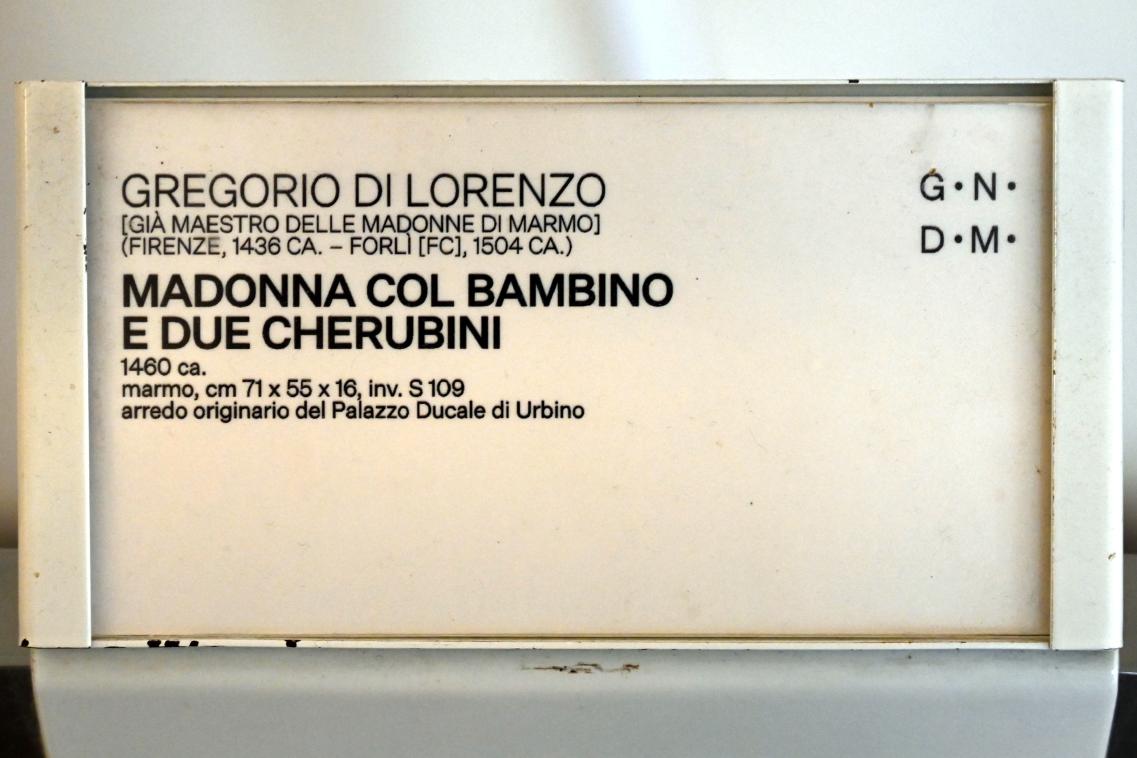 GREGORIO DI LORENZO
[GIÀ MAESTRO DELLE MADONNE DI MARMO]
(FIRENZE, 1436 CA. – FORLÌ [FC], 1504 CA.)
MADONNA COL BAMBINO
E DUE CHERUBINI
1460 ca.
marmo, cm 71 x 55 x 16, inv. S 109
arredo originario del Palazzo Ducale di Urbino
G • N •
D • M •